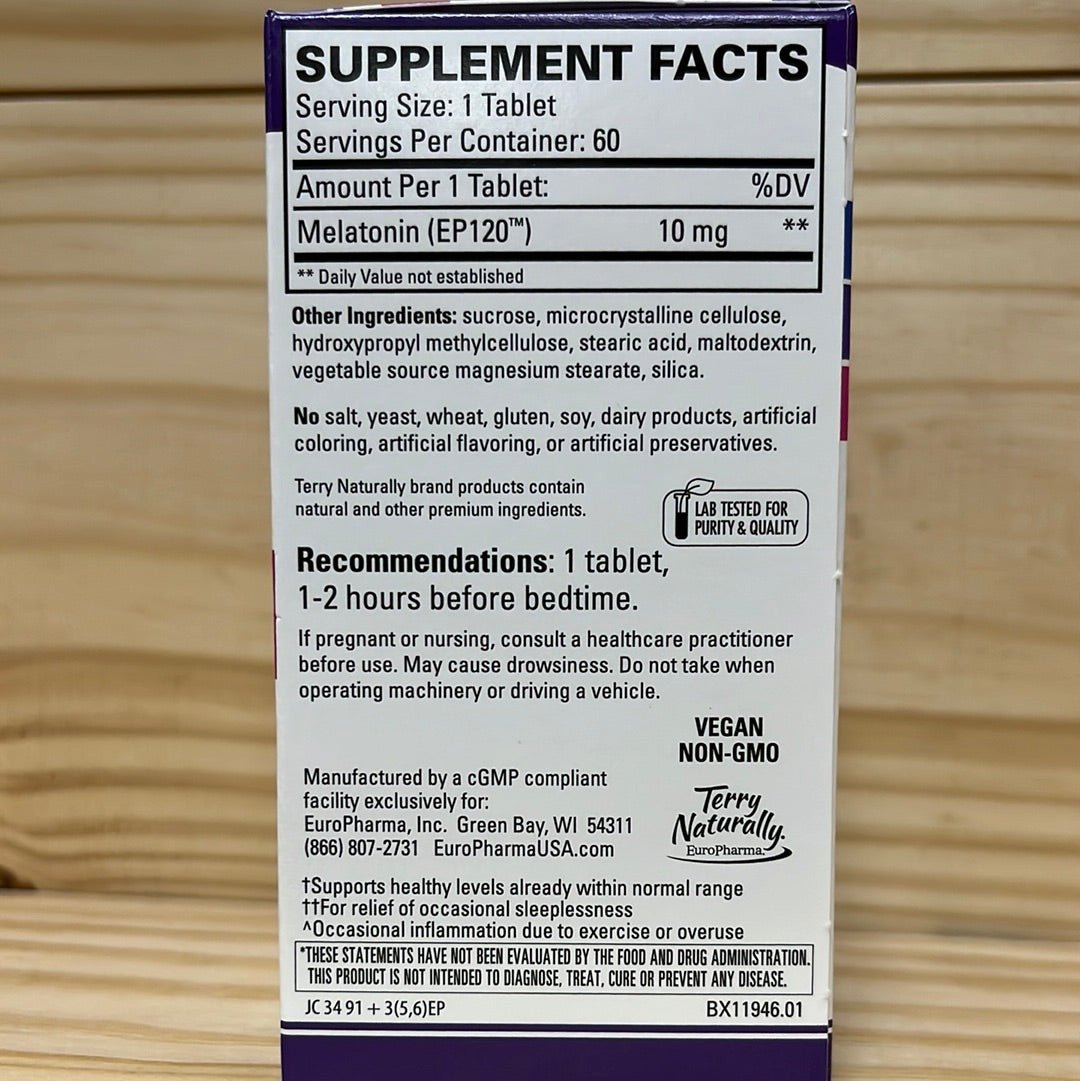 SUPPLEMENT FACTS
Serving Size: 1 Tablet
Servings Per Container: 60
Amount Per 1 Tablet: %DV
Melatonin (EP120™) 10 mg **
** Daily Value not established
Other Ingredients: sucrose, microcrystalline cellulose,
hydroxypropyl methylcellulose, stearic acid, maltodextrin,
vegetable source magnesium stearate, silica.
No salt, yeast, wheat, gluten, soy, dairy products, artificial
coloring, artificial flavoring, or artificial preservatives.
Terry Naturally brand products contain
natural and other premium ingredients.
LAB TESTED FOR
PURITY & QUALITY
Recommendations: 1 tablet,
1-2 hours before bedtime.
If pregnant or nursing, consult a healthcare practitioner
before use. May cause drowsiness. Do not take when
operating machinery or driving a vehicle.
VEGAN
NON-GMO
Manufactured by a cGMP compliant
facility exclusively for:
EuroPharma, Inc. Green Bay, WI 54311
(866) 807-2731 EuroPharmaUSA.com
Terry
Naturally.
EuroPharma.
†Supports healthy levels already within normal range
††For relief of occasional sleeplessness
^Occasional inflammation due to exercise or overuse
*THESE STATEMENTS HAVE NOT BEEN EVALUATED BY THE FOOD AND DRUG ADMINISTRATION.
THIS PRODUCT IS NOT INTENDED TO DIAGNOSE, TREAT, CURE OR PREVENT ANY DISEASE.
JC 34 91 + 3(5,6)EP BX11946.01